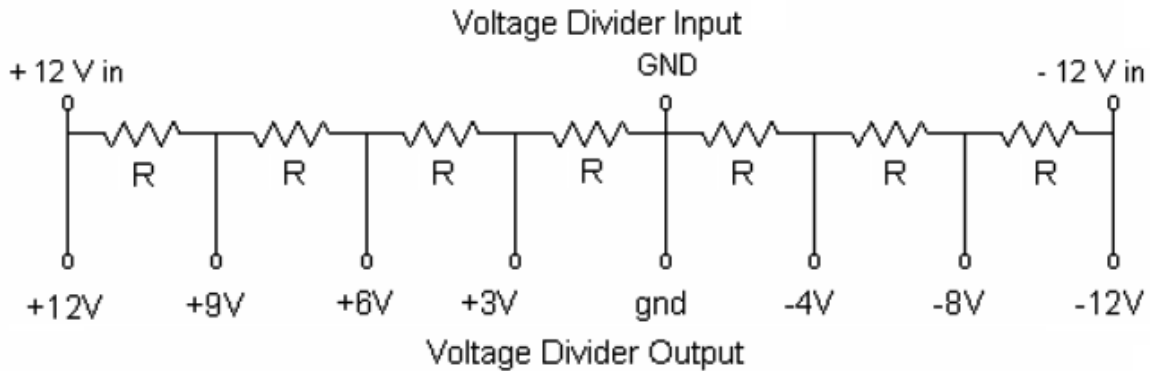 Voltage Divider Input
+ 12 V in GND - 12 V in
R R R R R R R
+12V +9V +6V +3V gnd -4V -8V -12V
Voltage Divider Output